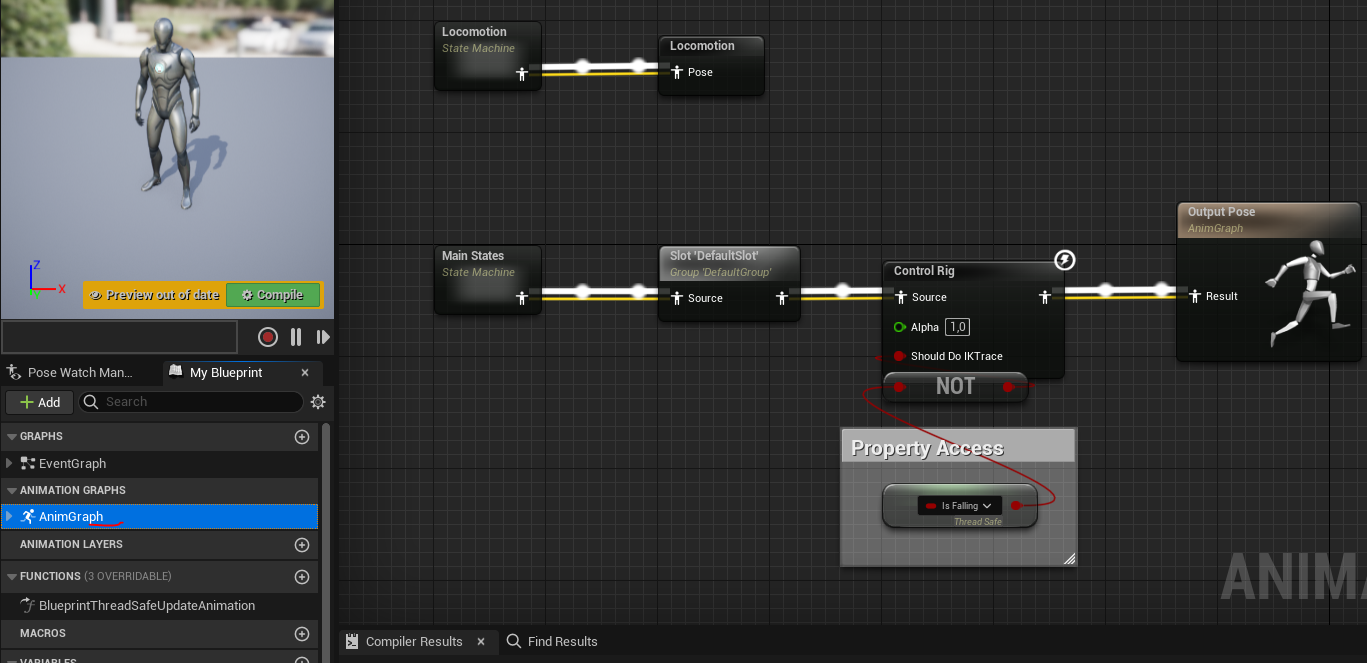 Locomotion
State Machine
Locomotion
Pose
Z
X
Preview out of date
Compile
Main States
State Machine
Slot 'DefaultSlot'
Group 'DefaultGroup'
Source
Control Rig
Source
Alpha 1,0
Should Do IKTrace
NOT
Output Pose
AnimGraph
Result
Property Access
Is Falling
Thread Safe
Pose Watch Man...
My Blueprint
Add
Search
GRAPHS
EventGraph
ANIMATION GRAPHS
AnimGraph
ANIMATION LAYERS
FUNCTIONS (3 OVERRIDABLE)
BlueprintThreadSafeUpdateAnimation
MACROS
VARIABLES
ANIMA
Compiler Results
Find Results